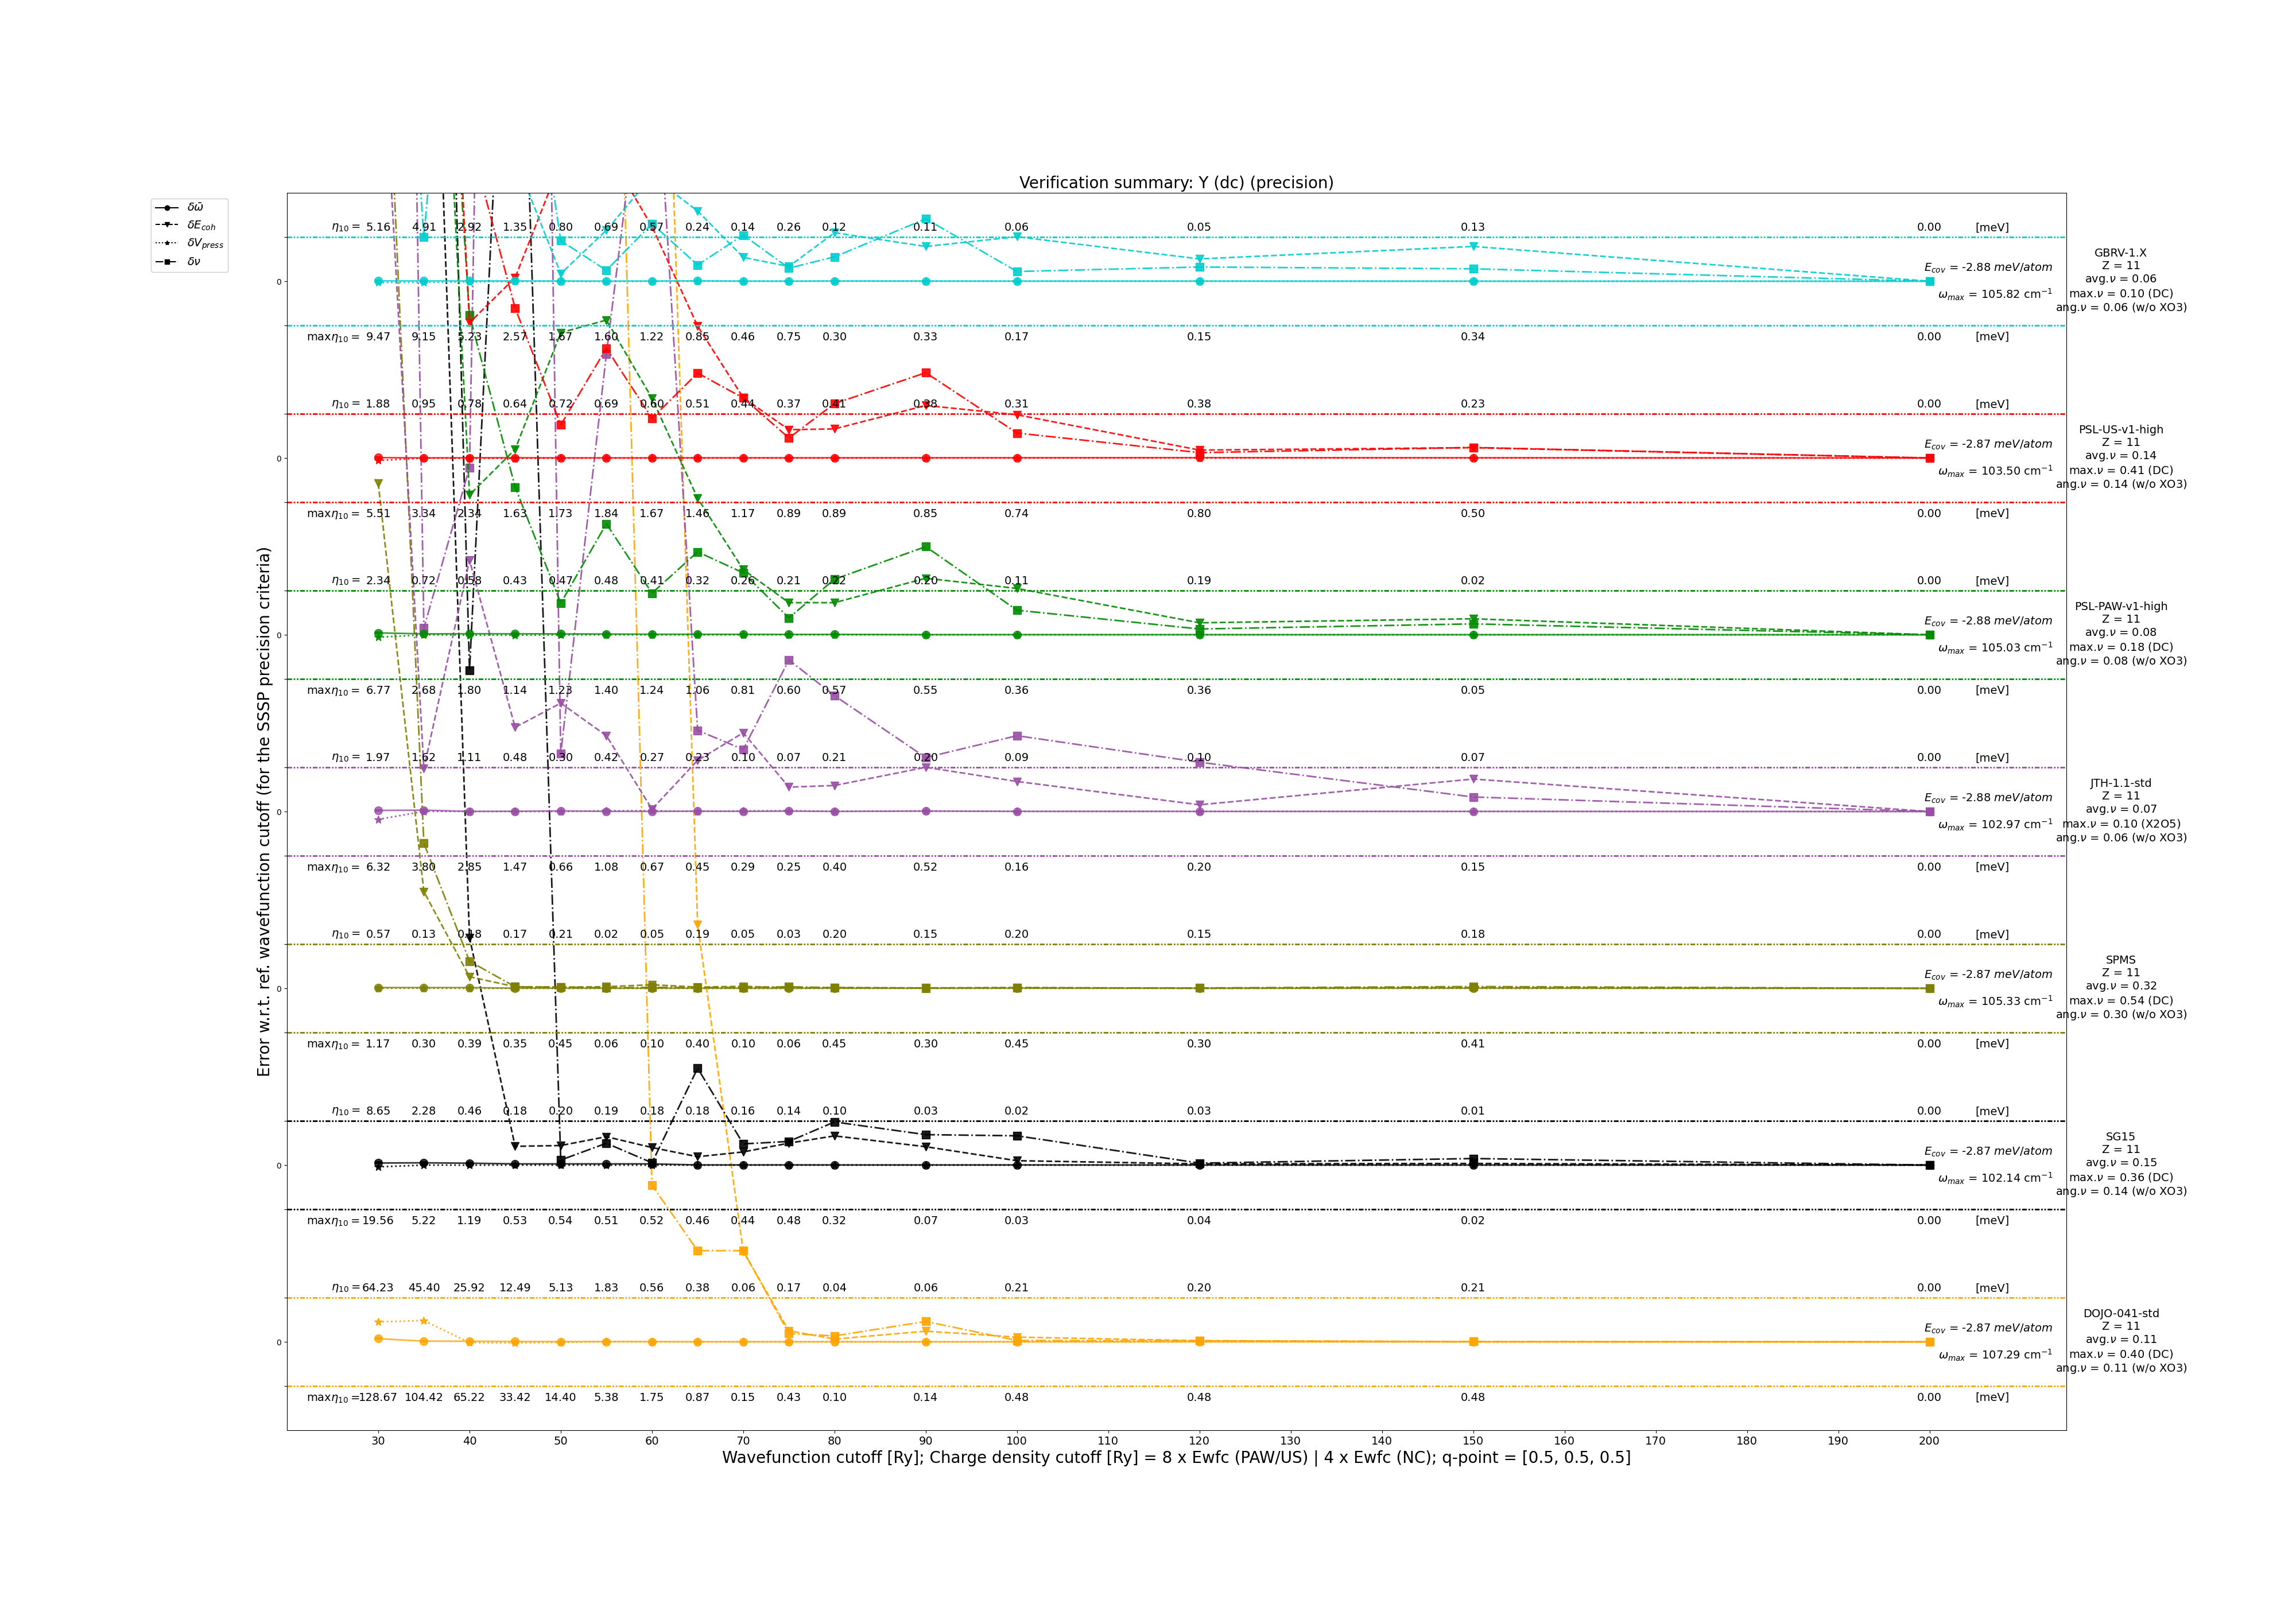 Verification summary: Y (dc) (precision)
δω̄
δE_coh
δV_press
δν
Error w.r.t. ref. wavefunction cutoff (for the SSSP precision criteria)
η₁₀ = 5.16 4.91 2.92 1.35 0.80 0.69 0.57 0.24 0.14 0.26 0.12 0.11 0.06 0.05 0.13 0.00 [meV]
0
E_cov = -2.88 meV/atom
ω_max = 105.82 cm⁻¹
GBRV-1.X
Z = 11
avg.ν = 0.06
max.ν = 0.10 (DC)
ang.ν = 0.06 (w/o XO3)
maxη₁₀ = 9.47 9.15 5.23 2.57 1.67 1.60 1.22 0.85 0.46 0.75 0.30 0.33 0.17 0.15 0.34 0.00 [meV]
η₁₀ = 1.88 0.95 0.78 0.64 0.72 0.69 0.60 0.51 0.44 0.37 0.41 0.38 0.31 0.38 0.23 0.00 [meV]
0
E_cov = -2.87 meV/atom
ω_max = 103.50 cm⁻¹
PSL-US-v1-high
Z = 11
avg.ν = 0.14
max.ν = 0.41 (DC)
ang.ν = 0.14 (w/o XO3)
maxη₁₀ = 5.51 3.34 2.34 1.63 1.73 1.84 1.67 1.46 1.17 0.89 0.89 0.85 0.74 0.80 0.50 0.00 [meV]
η₁₀ = 2.34 0.72 0.58 0.43 0.47 0.48 0.41 0.32 0.26 0.21 0.22 0.20 0.11 0.19 0.02 0.00 [meV]
0
E_cov = -2.88 meV/atom
ω_max = 105.03 cm⁻¹
PSL-PAW-v1-high
Z = 11
avg.ν = 0.08
max.ν = 0.18 (DC)
ang.ν = 0.08 (w/o XO3)
maxη₁₀ = 6.77 2.68 1.80 1.14 1.23 1.40 1.24 1.06 0.81 0.60 0.57 0.55 0.36 0.36 0.05 0.00 [meV]
η₁₀ = 1.97 1.62 1.11 0.48 0.30 0.42 0.27 0.23 0.10 0.07 0.21 0.20 0.09 0.10 0.07 0.00 [meV]
0
E_cov = -2.88 meV/atom
ω_max = 102.97 cm⁻¹
JTH-1.1-std
Z = 11
avg.ν = 0.07
max.ν = 0.10 (X2O5)
ang.ν = 0.06 (w/o XO3)
maxη₁₀ = 6.32 3.80 2.85 1.47 0.66 1.08 0.67 0.45 0.29 0.25 0.40 0.52 0.16 0.20 0.15 0.00 [meV]
η₁₀ = 0.57 0.13 0.18 0.17 0.21 0.02 0.05 0.19 0.05 0.03 0.20 0.15 0.20 0.15 0.18 0.00 [meV]
0
E_cov = -2.87 meV/atom
ω_max = 105.33 cm⁻¹
SPMS
Z = 11
avg.ν = 0.32
max.ν = 0.54 (DC)
ang.ν = 0.30 (w/o XO3)
maxη₁₀ = 1.17 0.30 0.39 0.35 0.45 0.06 0.10 0.40 0.10 0.06 0.45 0.30 0.45 0.30 0.41 0.00 [meV]
η₁₀ = 8.65 2.28 0.46 0.18 0.20 0.19 0.18 0.18 0.16 0.14 0.10 0.03 0.02 0.03 0.01 0.00 [meV]
0
E_cov = -2.87 meV/atom
ω_max = 102.14 cm⁻¹
SG15
Z = 11
avg.ν = 0.15
max.ν = 0.36 (DC)
ang.ν = 0.14 (w/o XO3)
maxη₁₀ = 19.56 5.22 1.19 0.53 0.54 0.51 0.52 0.46 0.44 0.48 0.32 0.07 0.03 0.04 0.02 0.00 [meV]
η₁₀ = 64.23 45.40 25.92 12.49 5.13 1.83 0.56 0.38 0.06 0.17 0.04 0.06 0.21 0.20 0.21 0.00 [meV]
0
E_cov = -2.87 meV/atom
ω_max = 107.29 cm⁻¹
DOJO-041-std
Z = 11
avg.ν = 0.11
max.ν = 0.40 (DC)
ang.ν = 0.11 (w/o XO3)
maxη₁₀ = 128.67 104.42 65.22 33.42 14.40 5.38 1.75 0.87 0.15 0.43 0.10 0.14 0.48 0.48 0.48 0.00 [meV]
30 40 50 60 70 80 90 100 110 120 130 140 150 160 170 180 190 200
Wavefunction cutoff [Ry]; Charge density cutoff [Ry] = 8 x Ewfc (PAW/US) | 4 x Ewfc (NC); q-point = [0.5, 0.5, 0.5]